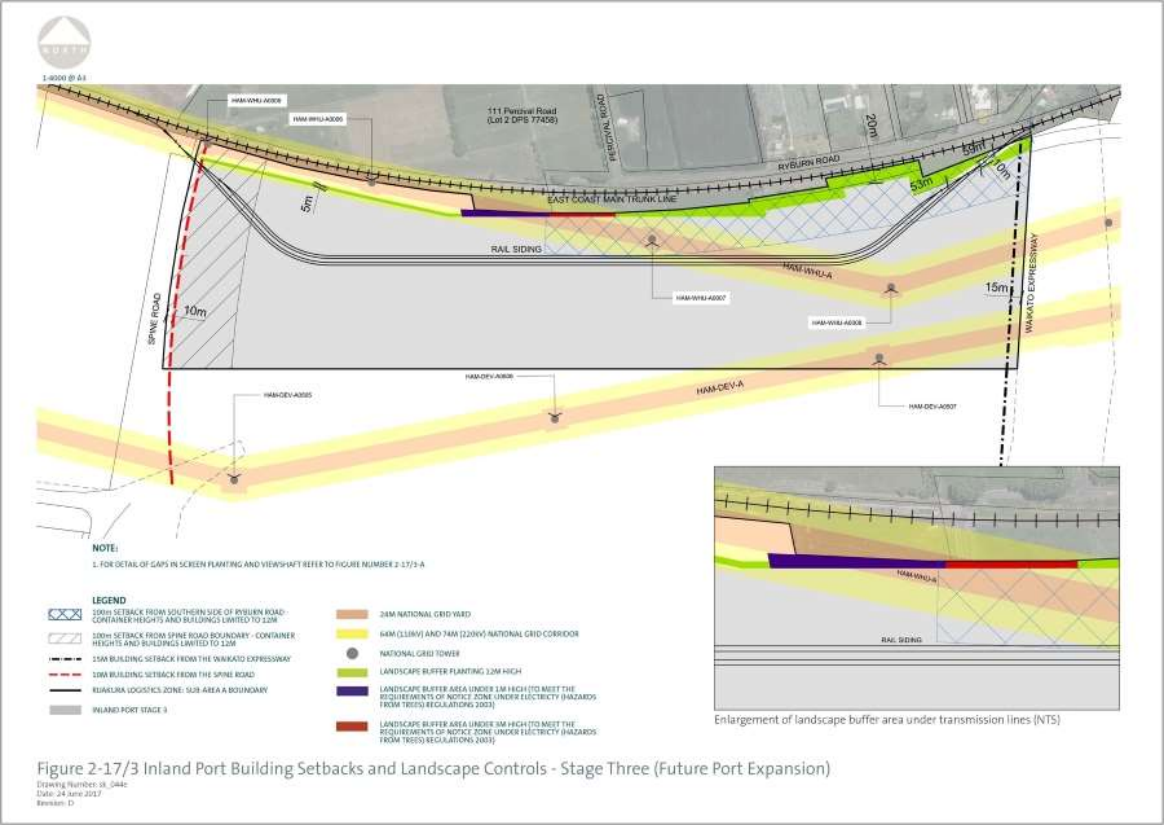 NORTH
1:6000 @ A3
HAM-WHU-A0006
HAM-WHU-A0006
111 Percival Road
(Lot 2 DPS 77458)
PERCIVAL ROAD
20m
59m
10m
RYBURN ROAD
53m
5m
EAST COAST MAIN TRUNK LINE
RAIL SIDING
HAM-WHU-A
HAM-WHU-A0007
15m
WAIKATO EXPRESSWAY
SPINE ROAD
10m
HAM-WHU-A0008
HAM-DEV-A0606
HAM-DEV-A
HAM-DEV-A0607
NOTE:
1. FOR DETAIL OF GAPS IN SCREEN PLANTING AND VIEWSHAFT REFER TO FIGURE NUMBER 2-17/3-A
LEGEND
100m SETBACK FROM SOUTHERN SIDE OF RYBURN ROAD -
CONTAINER HEIGHTS AND BUILDINGS LIMITED TO 12M
100m SETBACK FROM SPINE ROAD BOUNDARY - CONTAINER
HEIGHTS AND BUILDINGS LIMITED TO 12M
15M BUILDING SETBACK FROM THE WAIKATO EXPRESSWAY
10M BUILDING SETBACK FROM THE SPINE ROAD
RUAKURA LOGISTICS ZONE: SUB-AREA A BOUNDARY
INLAND PORT STAGE 3
24M NATIONAL GRID YARD
64M (110kV) AND 74M (220kV) NATIONAL GRID CORRIDOR
NATIONAL GRID TOWER
LANDSCAPE BUFFER PLANTING 12M HIGH
LANDSCAPE BUFFER AREA UNDER 1M HIGH (TO MEET THE
REQUIREMENTS OF NOTICE ZONE UNDER ELECTRICTY (HAZARDS
FROM TREES) REGULATIONS 2003)
LANDSCAPE BUFFER AREA UNDER 3M HIGH (TO MEET THE
REQUIREMENTS OF NOTICE ZONE UNDER ELECTRICTY (HAZARDS
FROM TREES) REGULATIONS 2003)
HAM-WHU-A
RAIL SIDING
Enlargement of landscape buffer area under transmission lines (NTS)
Figure 2-17/3 Inland Port Building Setbacks and Landscape Controls - Stage Three (Future Port Expansion)
Drawing Number: sk_044e
Date: 24 June 2017
Revision: D